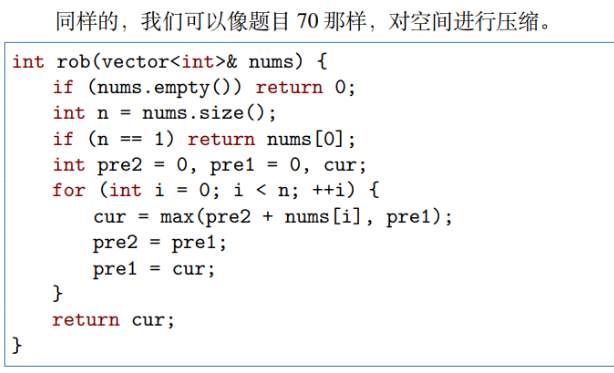 同样的，我们可以像题目 70 那样，对空间进行压缩。
int rob(vector<int>& nums) {
    if (nums.empty()) return 0;
    int n = nums.size();
    if (n == 1) return nums[0];
    int pre2 = 0, pre1 = 0, cur;
    for (int i = 0; i < n; ++i) {
        cur = max(pre2 + nums[i], pre1);
        pre2 = pre1;
        pre1 = cur;
    }
    return cur;
}